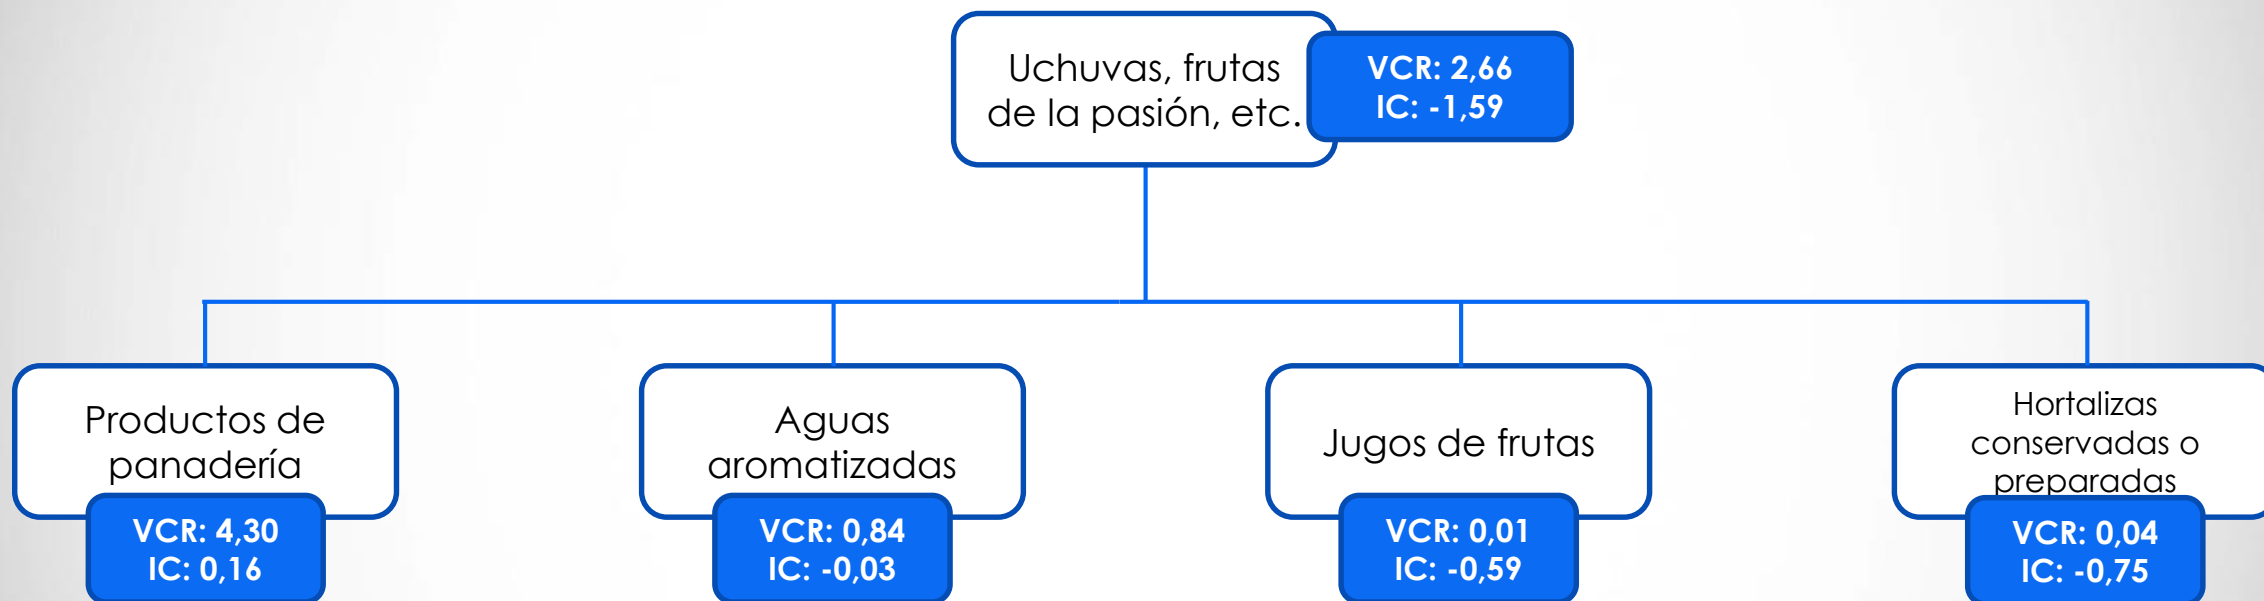 Uchuvas, frutas
de la pasión, etc.
VCR: 2,66
IC: -1,59
Productos de
panadería
VCR: 4,30
IC: 0,16
Aguas
aromatizadas
VCR: 0,84
IC: -0,03
Jugos de frutas
VCR: 0,01
IC: -0,59
Hortalizas
conservadas o
preparadas
VCR: 0,04
IC: -0,75